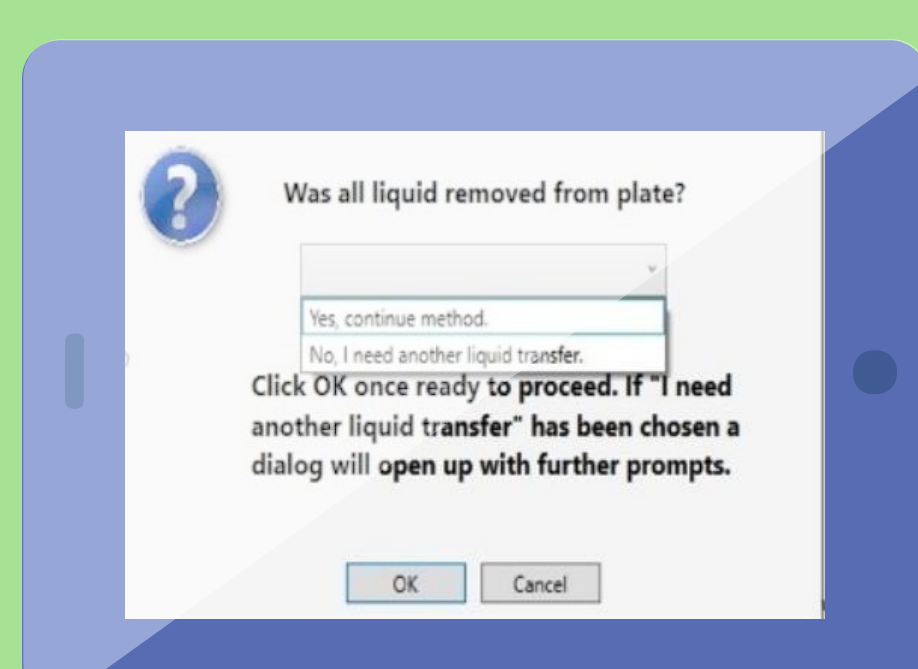 ?
Was all liquid removed from plate?
Yes, continue method.
No, I need another liquid transfer.
Click OK once ready to proceed. If "I need
another liquid transfer" has been chosen a
dialog will open up with further prompts.
OK
Cancel